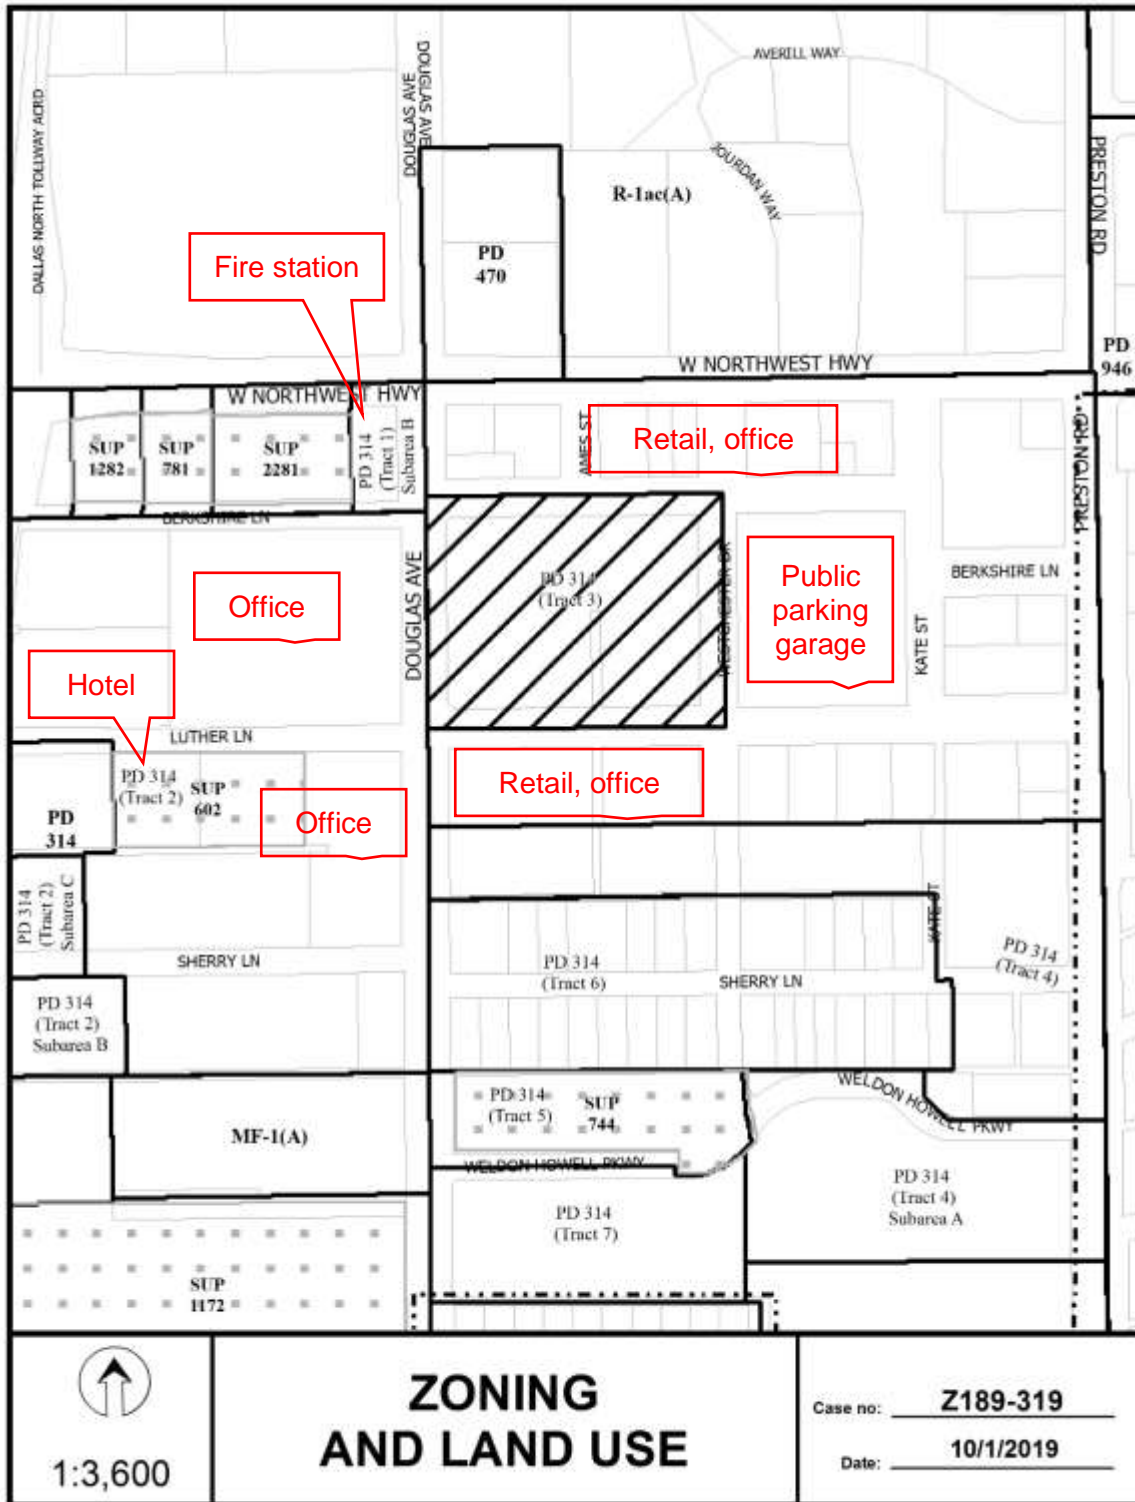 AVERILL WAY
DOUGLAS AVE
DOUGLAS AVE
DALLAS NORTH TOLLWAY ACRD
JOURDAN WAY
PRESTON RD
R-1ac(A)
PD
470
Fire station
PD
946
W NORTHWEST HWY
W NORTHWEST HWY
SUP
1282
SUP
781
SUP
2281
PD 314
(Tract 1)
Subarea B
AMES ST
Retail, office
PRESTON RD
BERKSHIRE LN
DOUGLAS AVE
PD 314
(Tract 3)
WESTCHESTER DR
Public
parking
garage
BERKSHIRE LN
KATE ST
Office
Hotel
LUTHER LN
PD 314
(Tract 2)
SUP
602
Office
Retail, office
PD
314
PD 314
(Tract 2)
Subarea C
SHERRY LN
PD 314
(Tract 6)
SHERRY LN
KATE ST
PD 314
(Tract 4)
PD 314
(Tract 2)
Subarea B
MF-1(A)
PD 314
(Tract 5)
SUP
744
WELDON HOWELL PKWY
WELDON HOWELL PKWY
PD 314
(Tract 4)
Subarea A
PD 314
(Tract 7)
SUP
1172
1:3,600
ZONING
AND LAND USE
Case no: Z189-319
Date: 10/1/2019